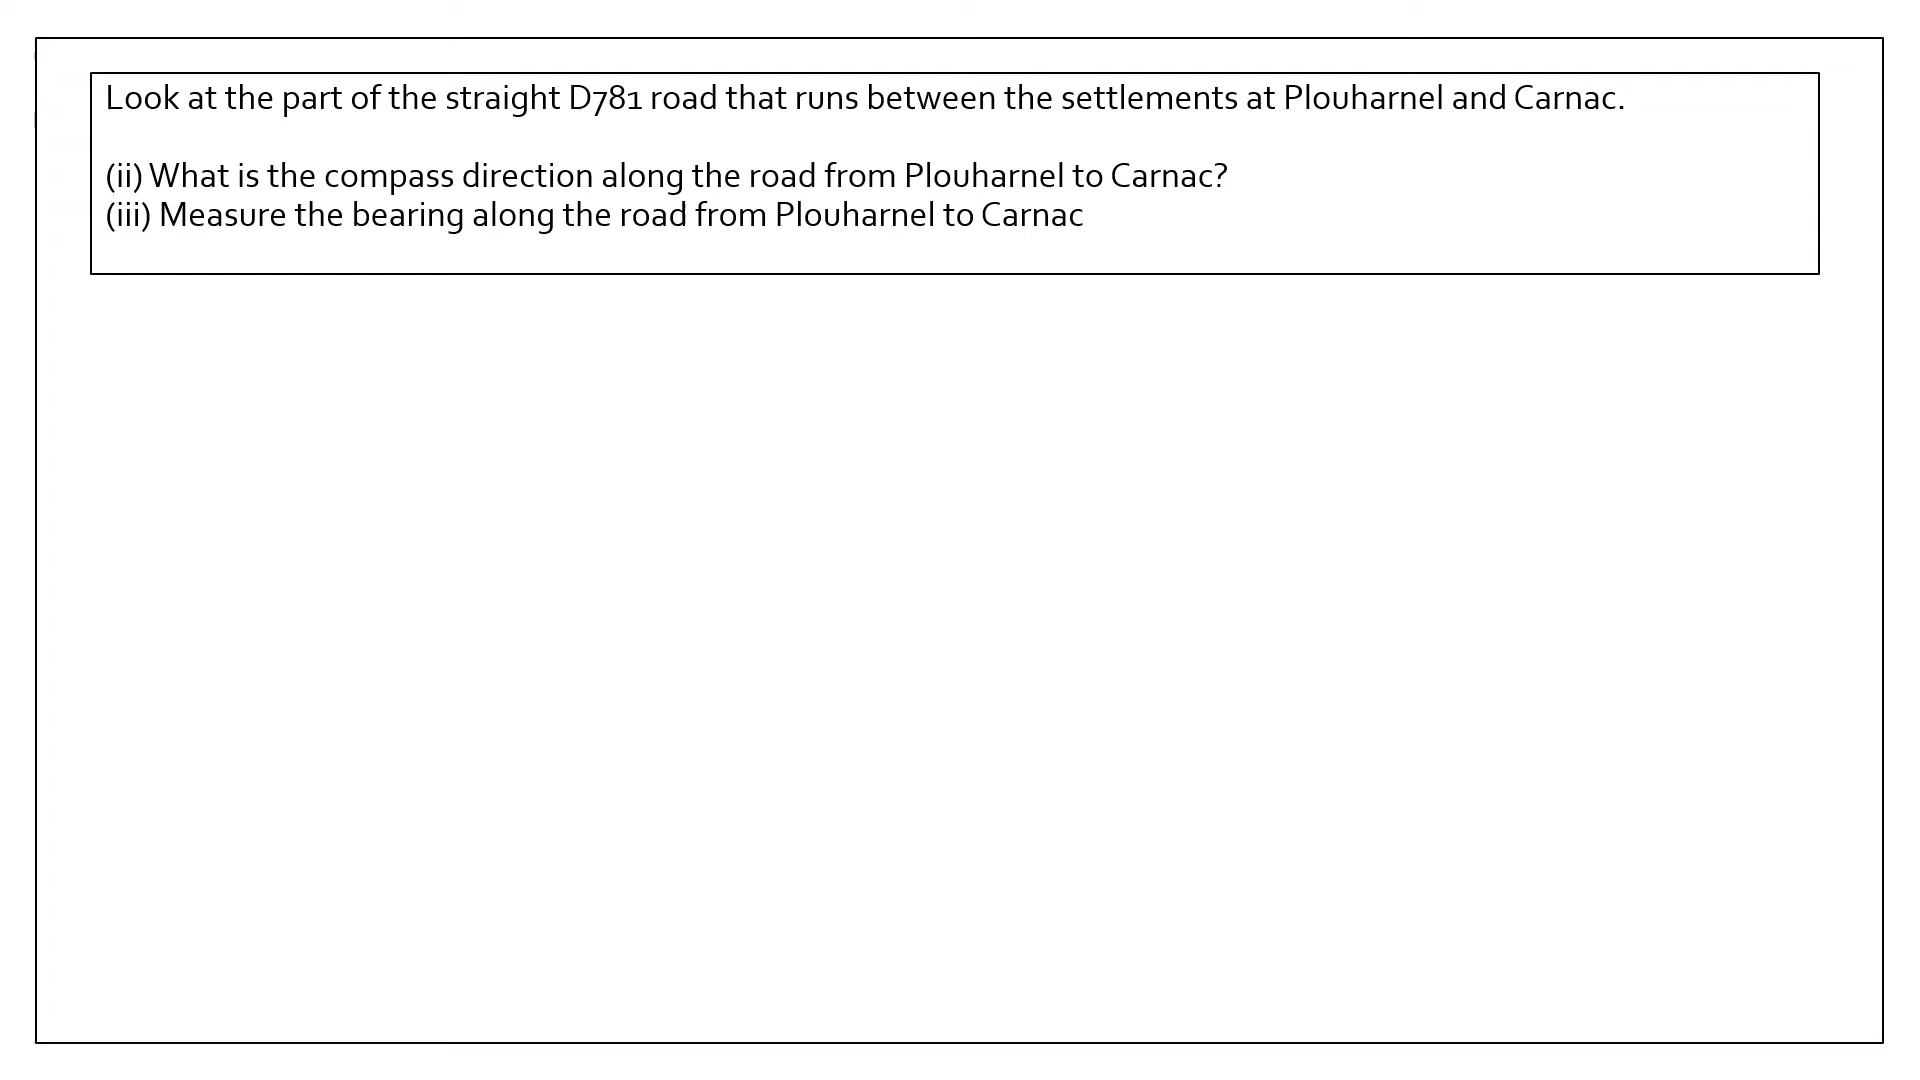 Look at the part of the straight D781 road that runs between the settlements at Plouharnel and Carnac.
(ii) What is the compass direction along the road from Plouharnel to Carnac?
(iii) Measure the bearing along the road from Plouharnel to Carnac